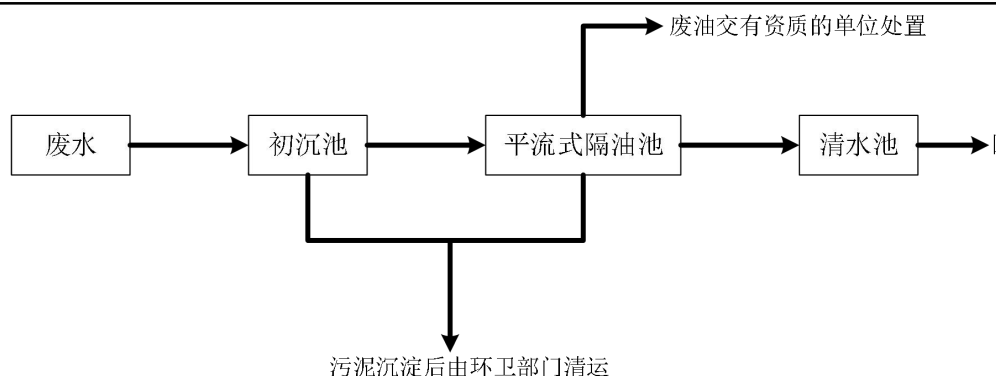 废油交有资质的单位处置
废水
初沉池
平流式隔油池
清水池
污泥沉淀后由环卫部门清运